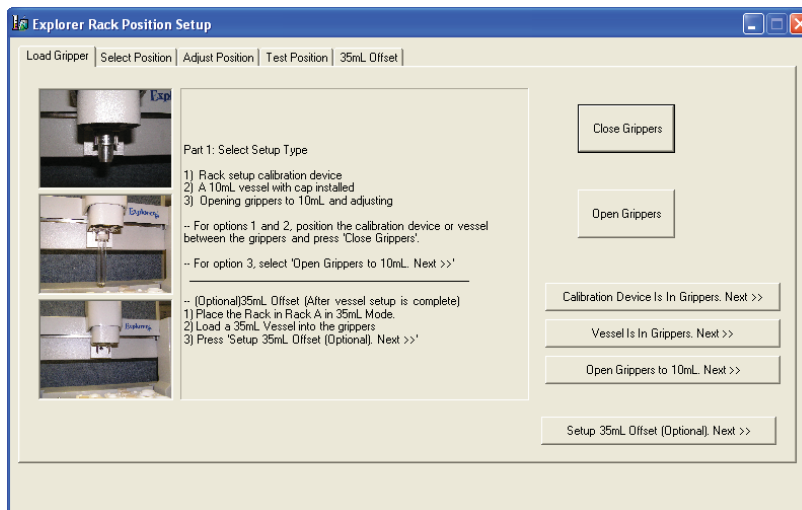 Explorer Rack Position Setup
Load Gripper
Select Position
Adjust Position
Test Position
35mL Offset
Expl
Explorer
Explorer
Part 1: Select Setup Type
1) Rack setup calibration device
2) A 10mL vessel with cap installed
3) Opening grippers to 10mL and adjusting
-- For options 1 and 2, position the calibration device or vessel
between the grippers and press 'Close Grippers'.
-- For option 3, select 'Open Grippers to 10mL. Next >>'
-- (Optional)35mL Offset (After vessel setup is complete)
1) Place the Rack in Rack A in 35mL Mode.
2) Load a 35mL Vessel into the grippers
3) Press 'Setup 35mL Offset (Optional). Next >>'
Close Grippers
Open Grippers
Calibration Device Is In Grippers. Next >>
Vessel Is In Grippers. Next >>
Open Grippers to 10mL. Next >>
Setup 35mL Offset (Optional). Next >>